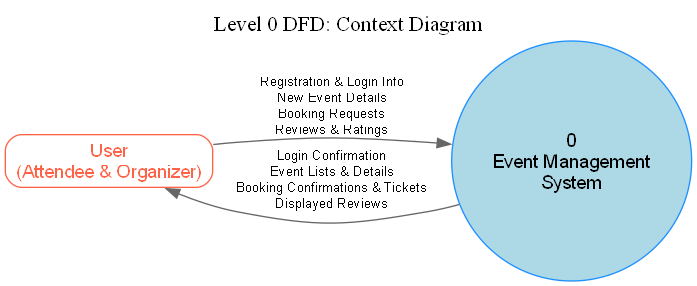 Level 0 DFD: Context Diagram
Registration & Login Info
New Event Details
Booking Requests
Reviews & Ratings
User
(Attendee & Organizer)
Login Confirmation
Event Lists & Details
Booking Confirmations & Tickets
Displayed Reviews
0
Event Management
System